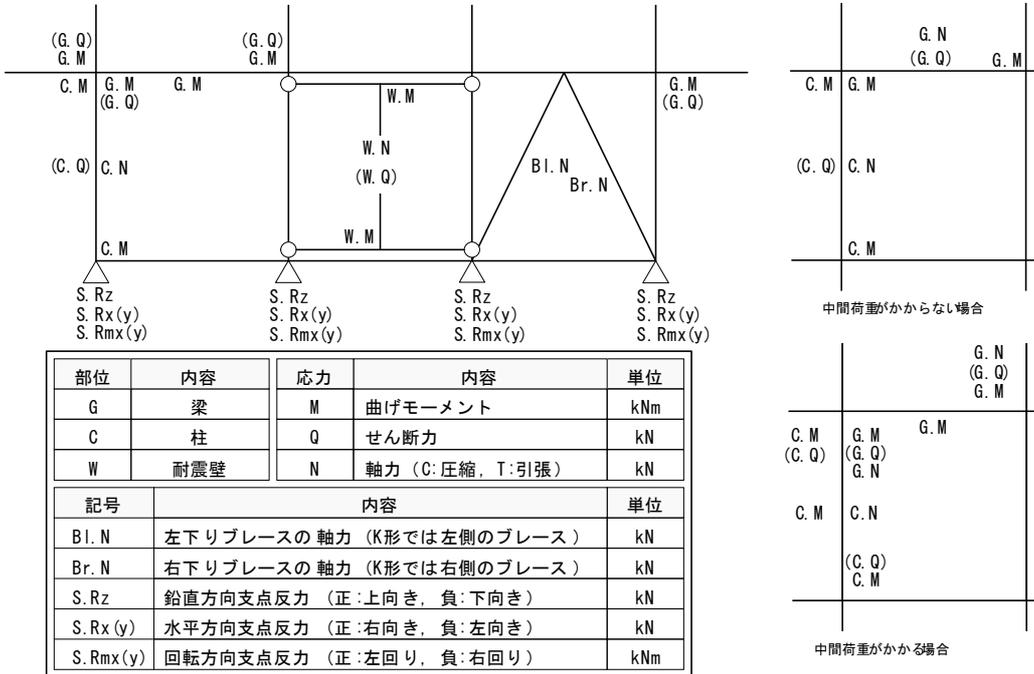 (G.Q)
G.M
(G.Q)
G.M
C.M G.M G.M
(G.Q)
G.M
(G.Q)
W.M
(C.Q) C.N
W.N
(W.Q)
Bl.N
Br.N
W.M
C.M
S.Rz S.Rz S.Rz S.Rz
S.Rx(y) S.Rx(y) S.Rx(y) S.Rx(y)
S.Rmx(y) S.Rmx(y) S.Rmx(y) S.Rmx(y)
部位 内容 応力 内容 単位
G 梁 M 曲げモーメント kNm
C 柱 Q せん断力 kN
W 耐震壁 N 軸力 (C:圧縮, T:引張) kN
記号 内容 単位
Bl.N 左下りブレースの軸力 (K形では左側のブレース) kN
Br.N 右下りブレースの軸力 (K形では右側のブレース) kN
S.Rz 鉛直方向支点反力 (正:上向き, 負:下向き) kN
S.Rx(y) 水平方向支点反力 (正:右向き, 負:左向き) kN
S.Rmx(y) 回転方向支点反力 (正:左回り, 負:右回り) kNm
G.N
(G.Q) G.M
C.M G.M
(C.Q) C.N
C.M
中間荷重がかからない場合
G.N
(G.Q)
G.M
C.M G.M G.M
(C.Q) (G.Q)
G.N
C.M C.N
(C.Q)
C.M
中間荷重がかかる場合